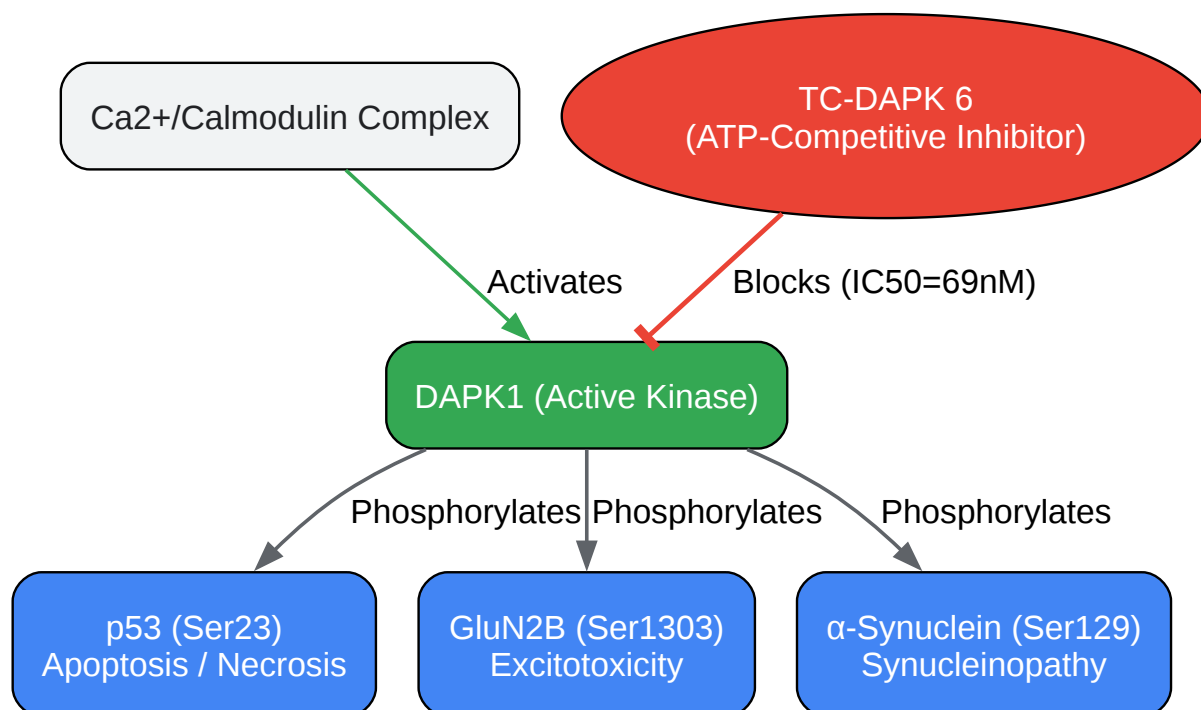 Ca2+/Calmodulin Complex
TC-DAPK 6
(ATP-Competitive Inhibitor)
Activates
Blocks (IC50=69nM)
DAPK1 (Active Kinase)
Phosphorylates
Phosphorylates
Phosphorylates
p53 (Ser23)
Apoptosis / Necrosis
GluN2B (Ser1303)
Excitotoxicity
α-Synuclein (Ser129)
Synucleinopathy